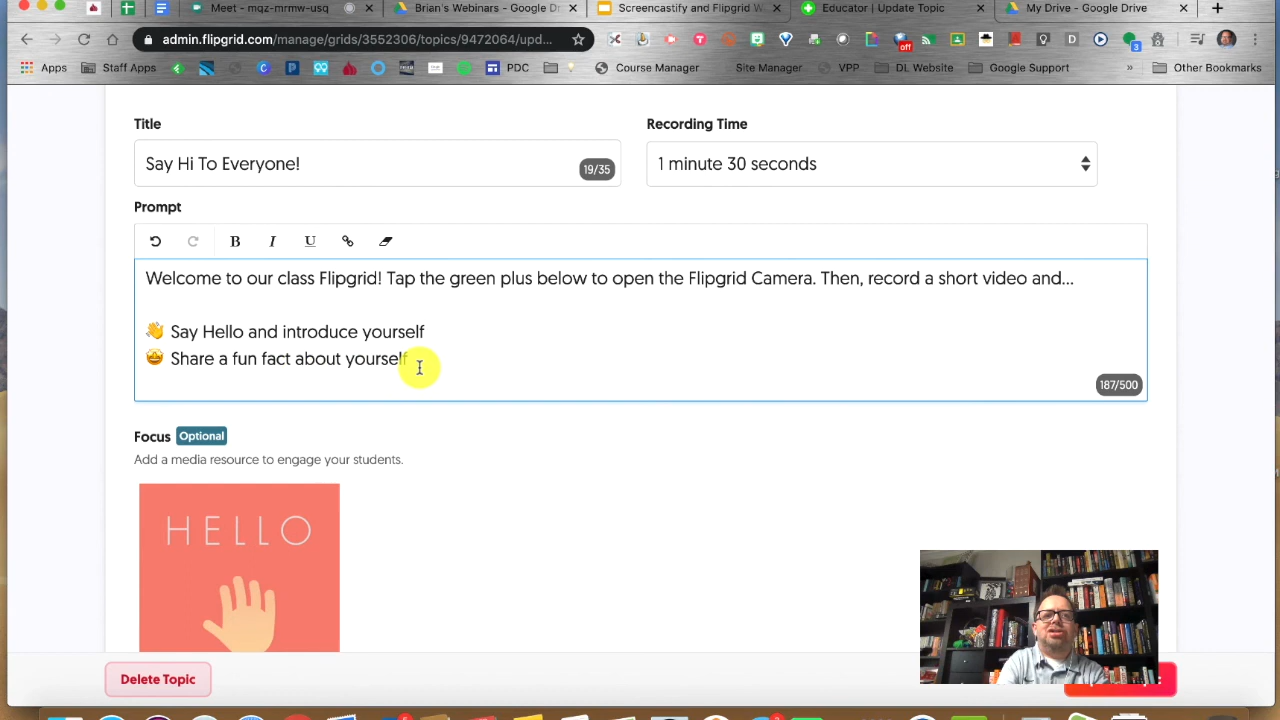 Meet - mqz-mrmw-usq
Brian's Webinars - Google Dr
Screencastify and Flipgrid W
Educator | Update Topic
My Drive - Google Drive
admin.flipgrid.com/manage/grids/3552306/topics/9472064/upd...
off
3
Apps
Staff Apps
PDC
Course Manager
Site Manager
VPP
DL Website
Google Support
»
Other Bookmarks
Title
Recording Time
Say Hi To Everyone!
19/35
1 minute 30 seconds
Prompt
B I U
Welcome to our class Flipgrid! Tap the green plus below to open the Flipgrid Camera. Then, record a short video and...
👋 Say Hello and introduce yourself
🤩 Share a fun fact about yourself
187/500
Focus Optional
Add a media resource to engage your students.
HELLO
Delete Topic